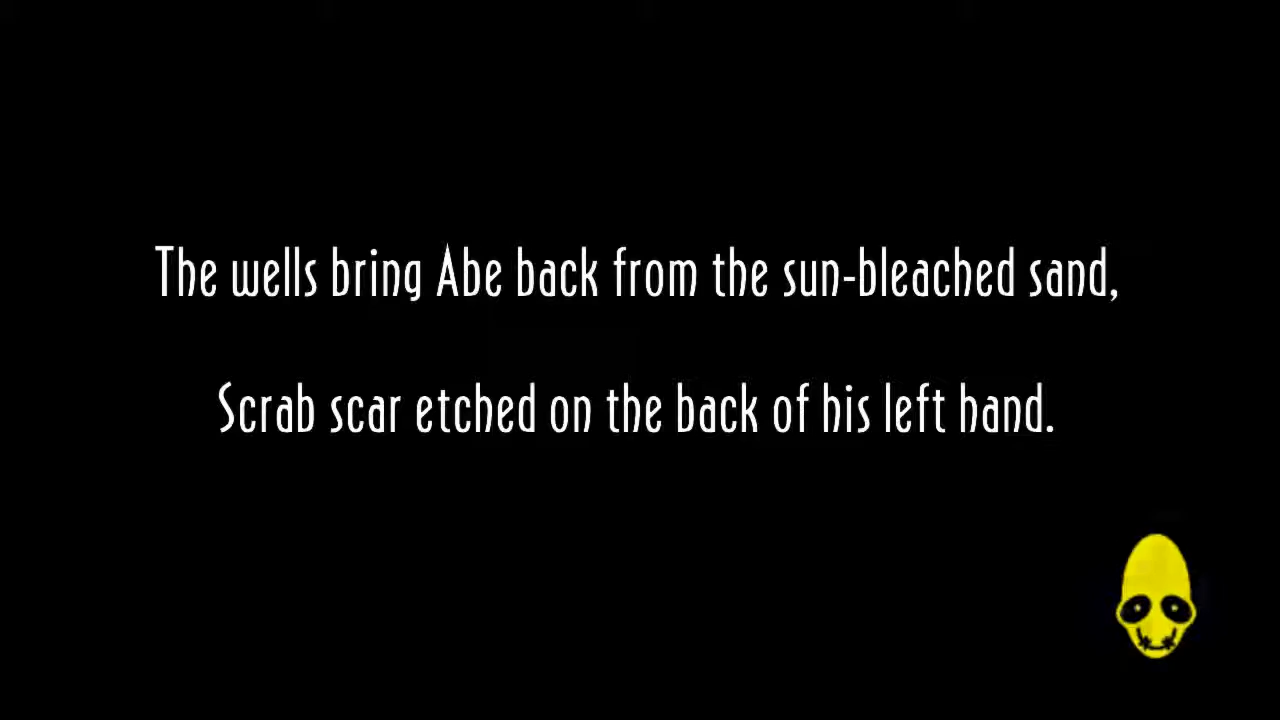 The wells bring Abe back from the sun-bleached sand,
Scrab scar etched on the back of his left hand.